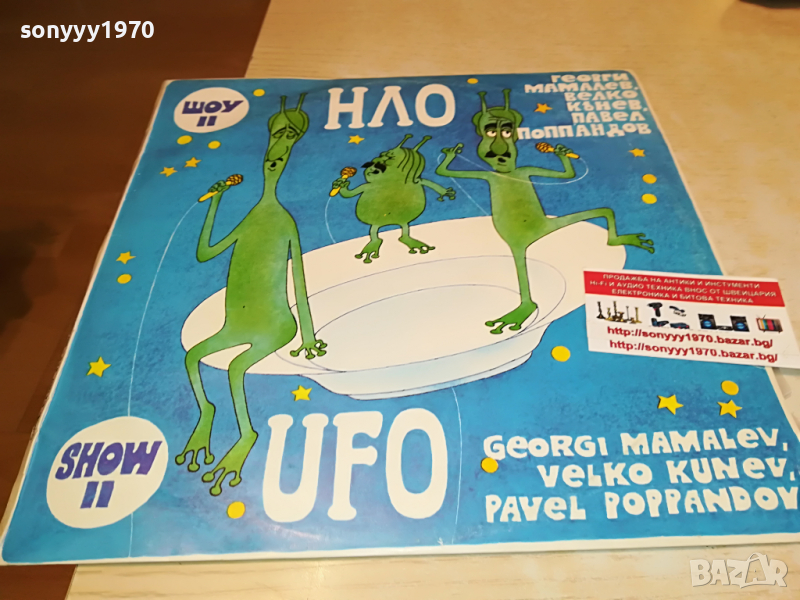 sonyyy1970
ШОУ
II
НЛО
ГЕОРГИ
МАМАЛЕВ,
ВЕЛКО
КЪНЕВ,
ПАВЕЛ
ПОППАНДОВ
ПРОДАЖБА НА АНТИКИ И ИНСТУМЕНТИ
Hi-Fi И АУДИО ТЕХНИКА ВНОС ОТ ШВЕЙЦАРИЯ
ЕЛЕКТРОНИКА И БИТОВА ТЕХНИКА
http://sonyyy1970.bazar.bg/
http://sonyyy1970.bazar.bg/
SHOW
II
UFO
GEORGI MAMALEV,
VELKO KUNEV,
PAVEL POPPANDOV
BAZAR